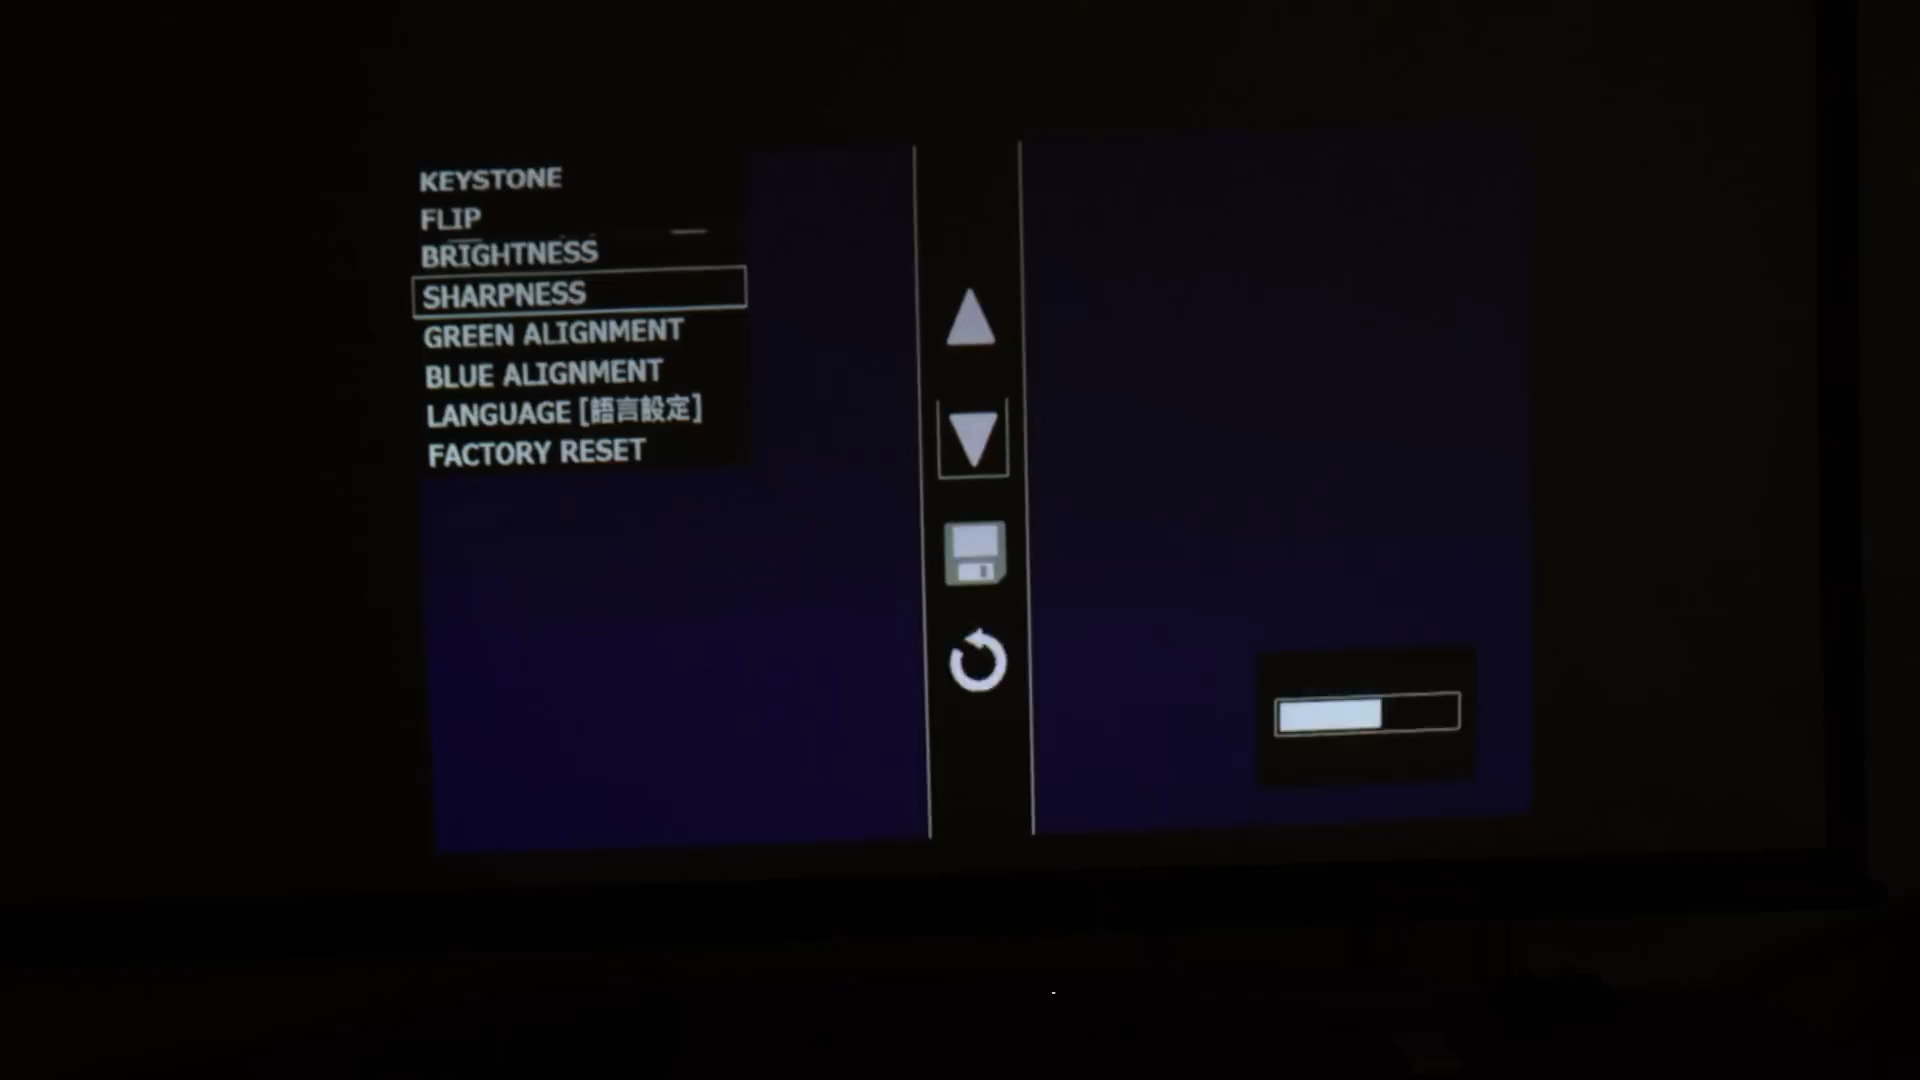 KEYSTONE
FLIP
BRIGHTNESS
SHARPNESS
GREEN ALIGNMENT
BLUE ALIGNMENT
LANGUAGE [語言設定]
FACTORY RESET